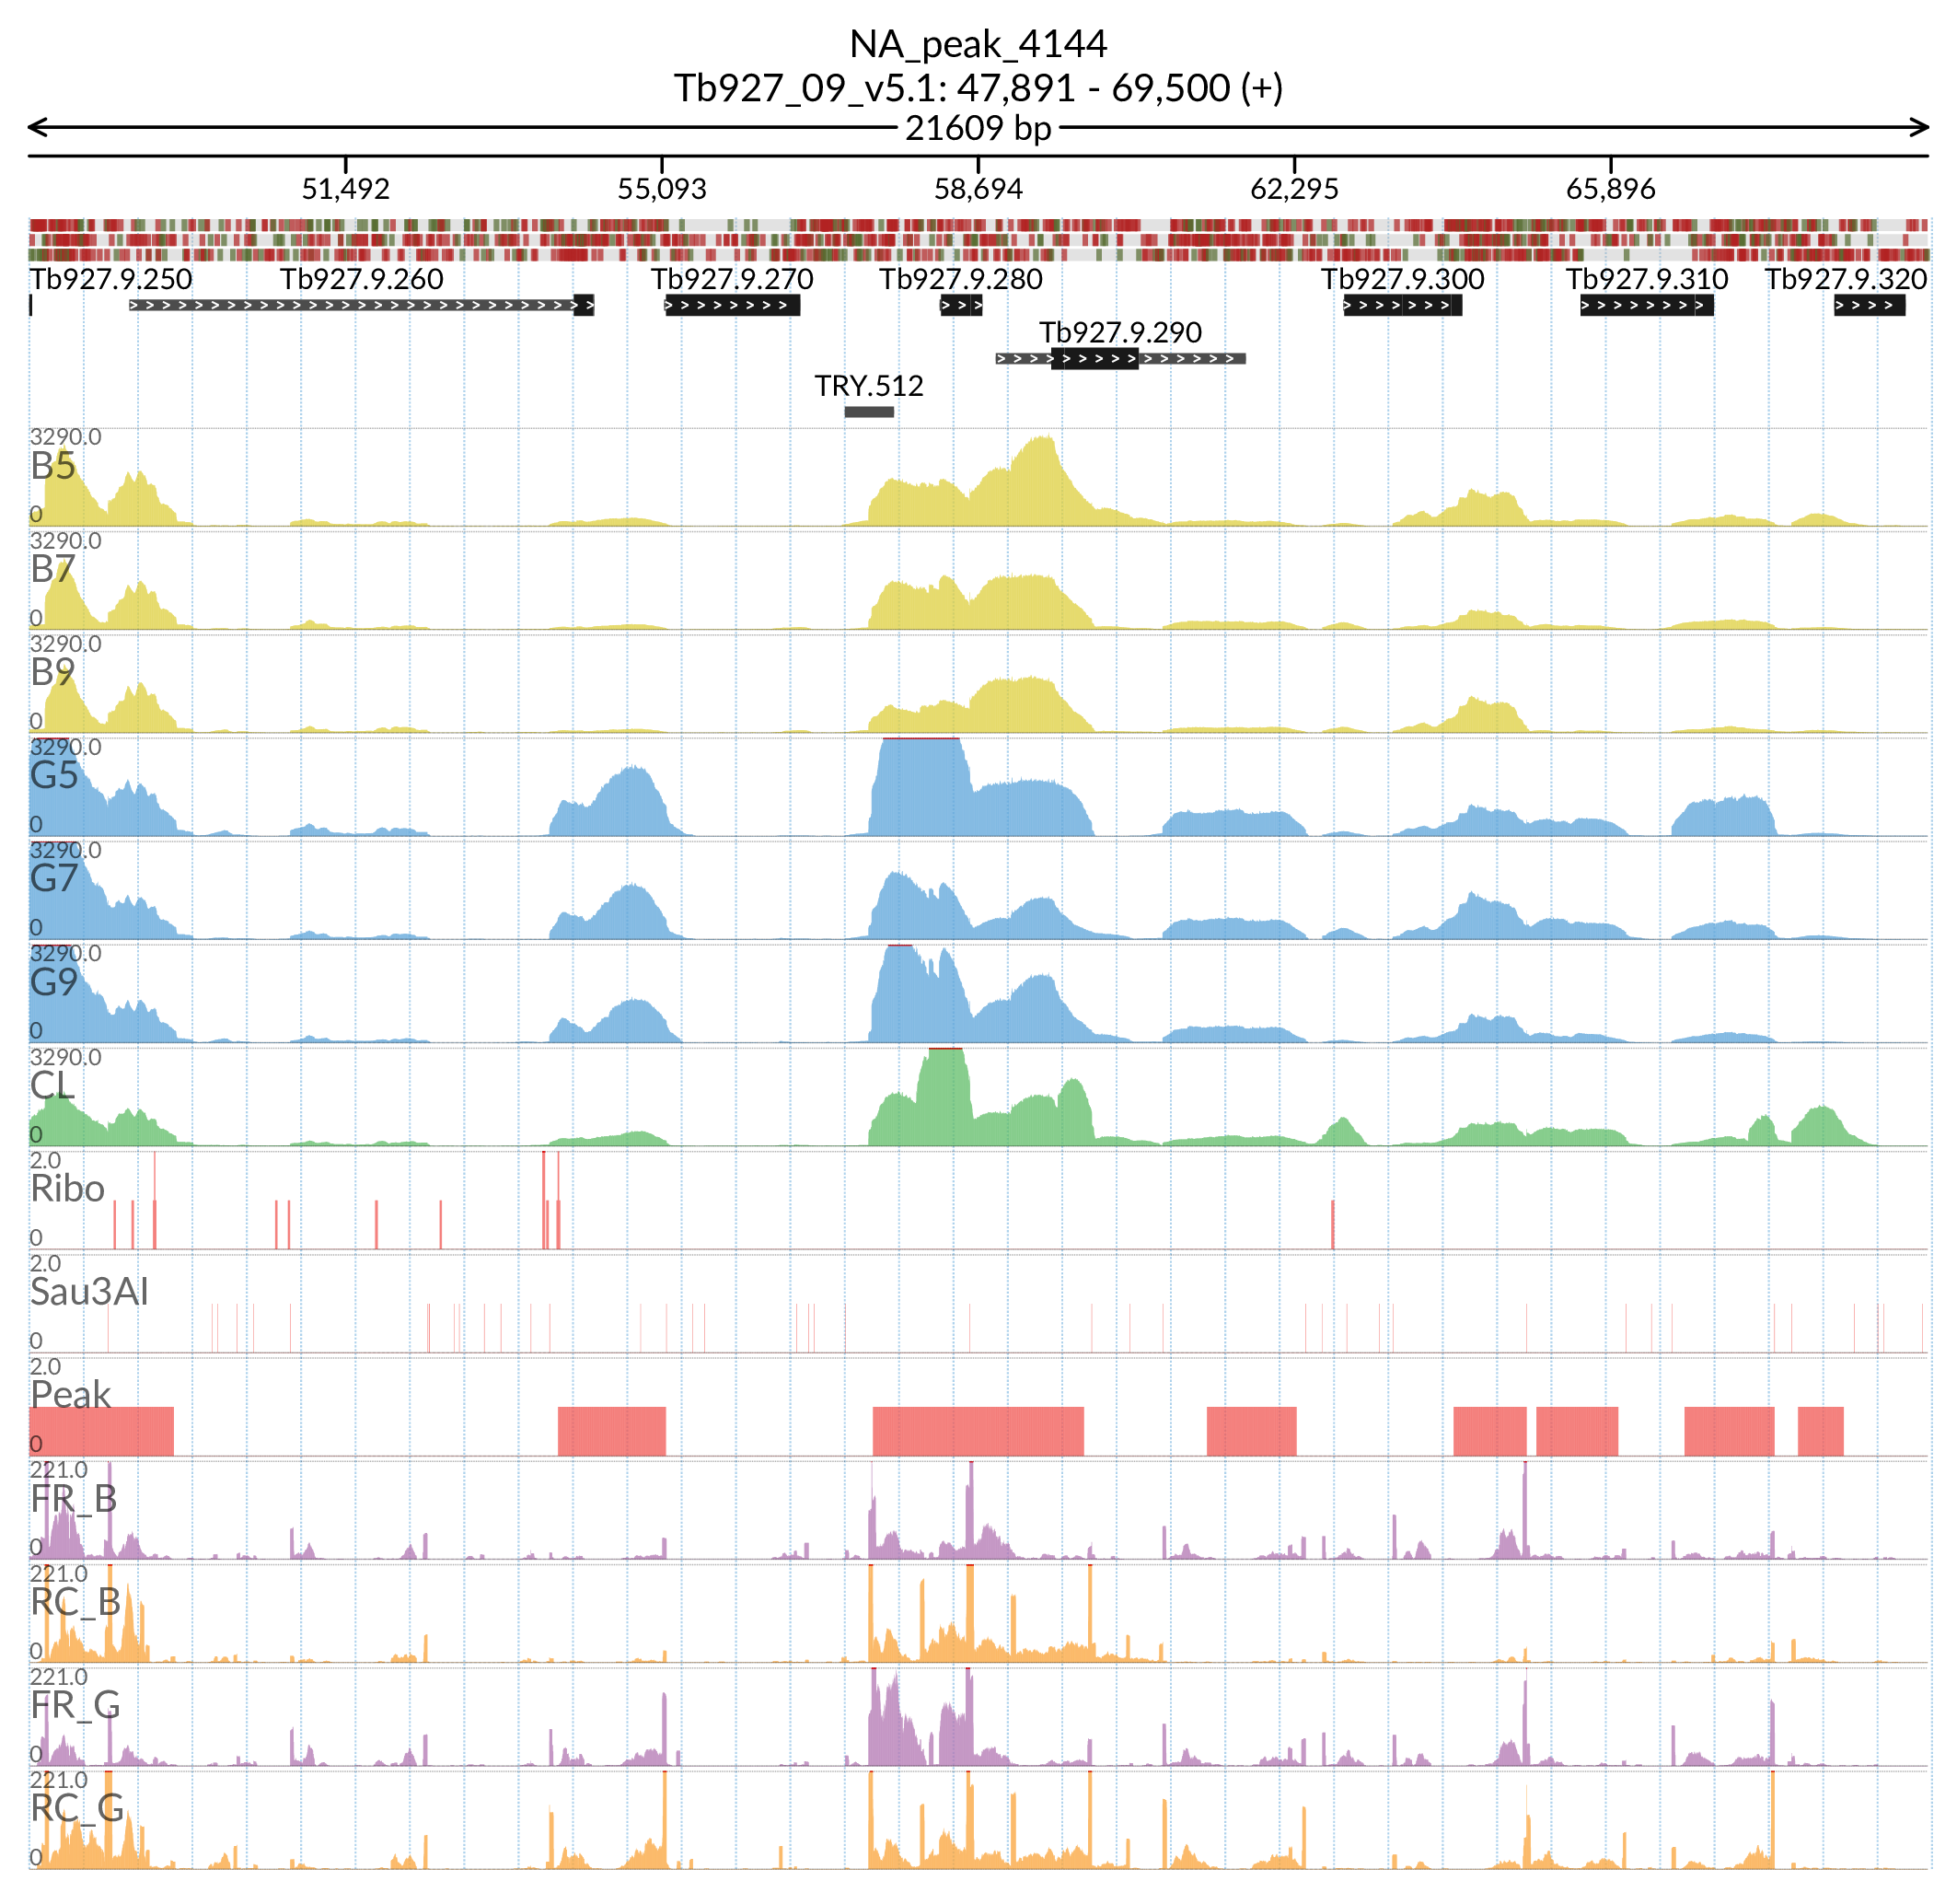 NA_peak_4144
Tb927_09_v5.1: 47,891 - 69,500 (+)
21609 bp
51,492 55,093 58,694 62,295 65,896
Tb927.9.250 Tb927.9.260 Tb927.9.270 Tb927.9.280 Tb927.9.300 Tb927.9.310 Tb927.9.320
Tb927.9.290
TRY.512
3290.0
B5
0
3290.0
B7
0
3290.0
B9
0
3290.0
G5
0
3290.0
G7
0
3290.0
G9
0
3290.0
CL
0
2.0
Ribo
0
2.0
Sau3AI
0
2.0
Peak
0
221.0
FR_B
0
221.0
RC_B
0
221.0
FR_G
0
221.0
RC_G
0